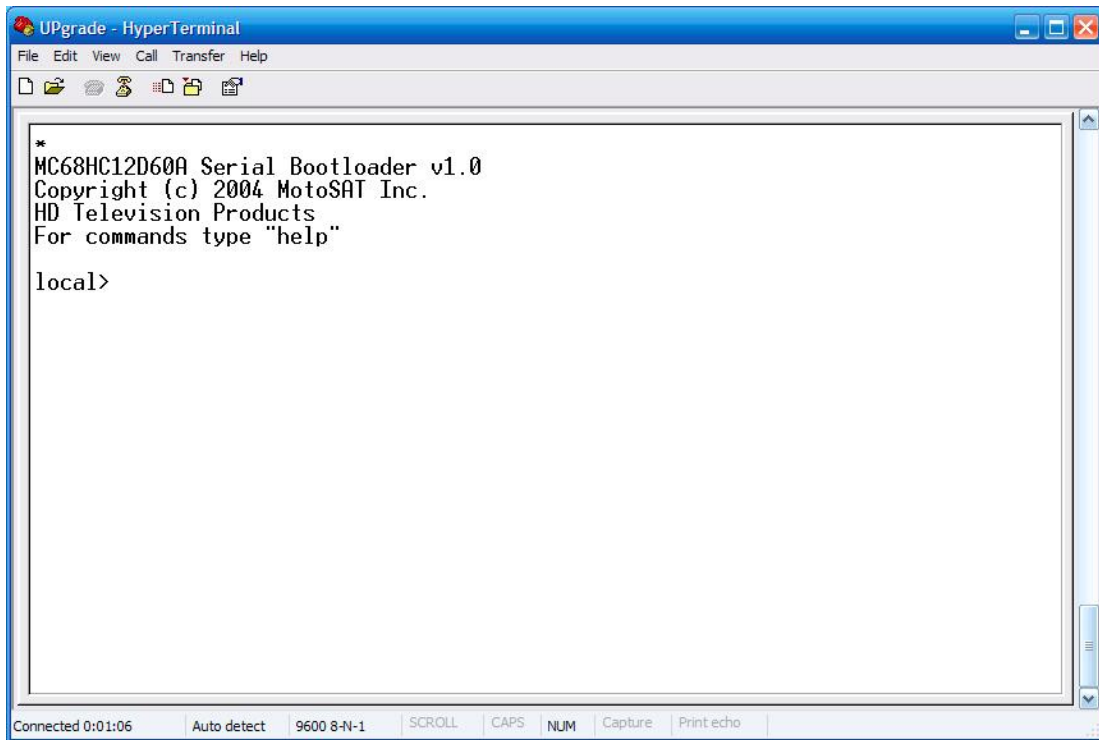 UPgrade - HyperTerminal
File Edit View Call Transfer Help
*
MC68HC12D60A Serial Bootloader v1.0
Copyright (c) 2004 MotoSAT Inc.
HD Television Products
For commands type "help"
local>
Connected 0:01:06 Auto detect 9600 8-N-1 SCROLL CAPS NUM Capture Print echo